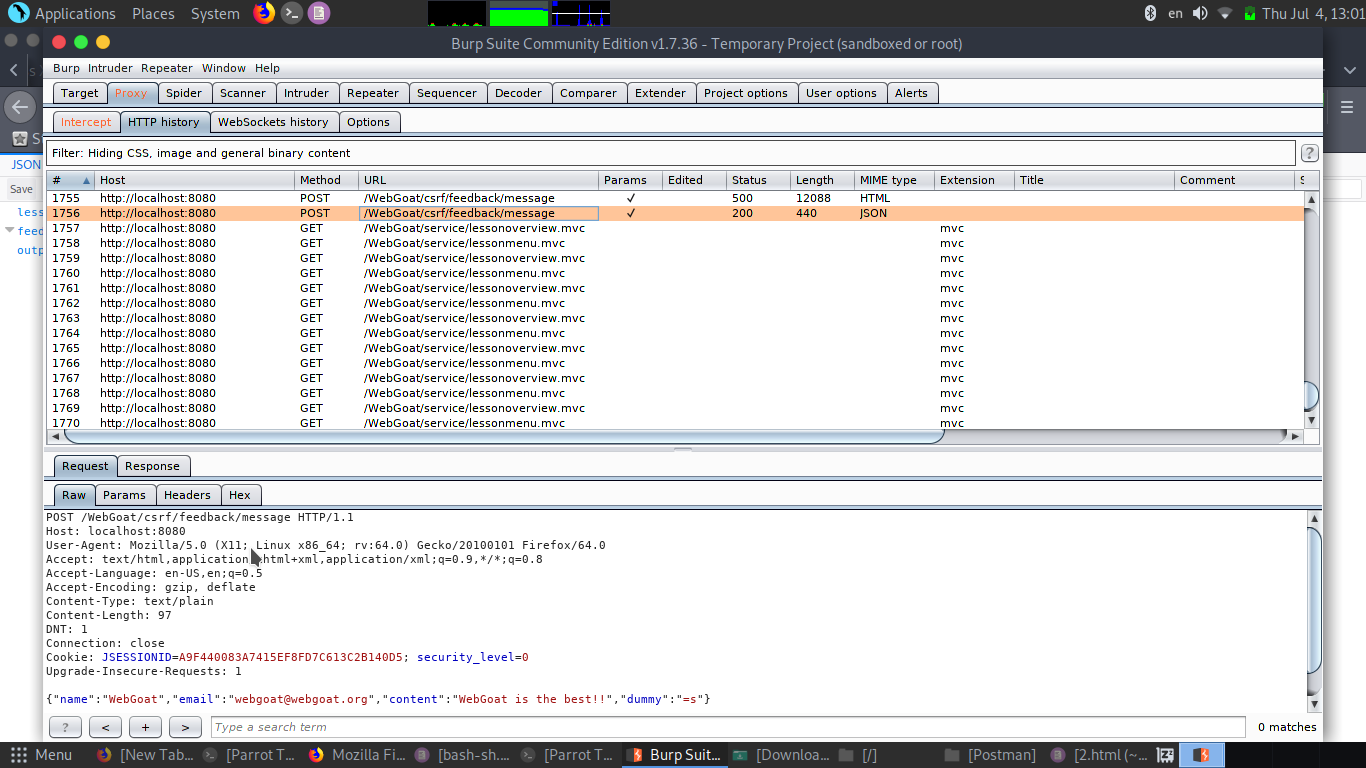 Applications Places System en Thu Jul 4, 13:01
Burp Suite Community Edition v1.7.36 - Temporary Project (sandboxed or root)
Burp Intruder Repeater Window Help
Target Proxy Spider Scanner Intruder Repeater Sequencer Decoder Comparer Extender Project options User options Alerts
Intercept HTTP history WebSockets history Options
Filter: Hiding CSS, image and general binary content ?
JSON
Save
# Host Method URL Params Edited Status Length MIME type Extension Title Comment S
1755 http://localhost:8080 POST /WebGoat/csrf/feedback/message ✓ 500 12088 HTML
1756 http://localhost:8080 POST /WebGoat/csrf/feedback/message ✓ 200 440 JSON
1757 http://localhost:8080 GET /WebGoat/service/lessonoverview.mvc mvc
1758 http://localhost:8080 GET /WebGoat/service/lessonmenu.mvc mvc
1759 http://localhost:8080 GET /WebGoat/service/lessonoverview.mvc mvc
1760 http://localhost:8080 GET /WebGoat/service/lessonmenu.mvc mvc
1761 http://localhost:8080 GET /WebGoat/service/lessonoverview.mvc mvc
1762 http://localhost:8080 GET /WebGoat/service/lessonmenu.mvc mvc
1763 http://localhost:8080 GET /WebGoat/service/lessonoverview.mvc mvc
1764 http://localhost:8080 GET /WebGoat/service/lessonmenu.mvc mvc
1765 http://localhost:8080 GET /WebGoat/service/lessonoverview.mvc mvc
1766 http://localhost:8080 GET /WebGoat/service/lessonmenu.mvc mvc
1767 http://localhost:8080 GET /WebGoat/service/lessonoverview.mvc mvc
1768 http://localhost:8080 GET /WebGoat/service/lessonmenu.mvc mvc
1769 http://localhost:8080 GET /WebGoat/service/lessonoverview.mvc mvc
1770 http://localhost:8080 GET /WebGoat/service/lessonmenu.mvc mvc
less
feed
outp
Request Response
Raw Params Headers Hex
POST /WebGoat/csrf/feedback/message HTTP/1.1
Host: localhost:8080
User-Agent: Mozilla/5.0 (X11; Linux x86_64; rv:64.0) Gecko/20100101 Firefox/64.0
Accept: text/html,application/xhtml+xml,application/xml;q=0.9,*/*;q=0.8
Accept-Language: en-US,en;q=0.5
Accept-Encoding: gzip, deflate
Content-Type: text/plain
Content-Length: 97
DNT: 1
Connection: close
Cookie: JSESSIONID=A9F440083A7415EF8FD7C613C2B140D5; security_level=0
Upgrade-Insecure-Requests: 1
{"name":"WebGoat","email":"webgoat@webgoat.org","content":"WebGoat is the best!!","dummy":"=s"}
? < + > Type a search term 0 matches
Menu [New Tab... [Parrot T... Mozilla Fi... [bash-sh... [Parrot T... Burp Suit... [Downloa... [/] [Postman] [2.html (~...